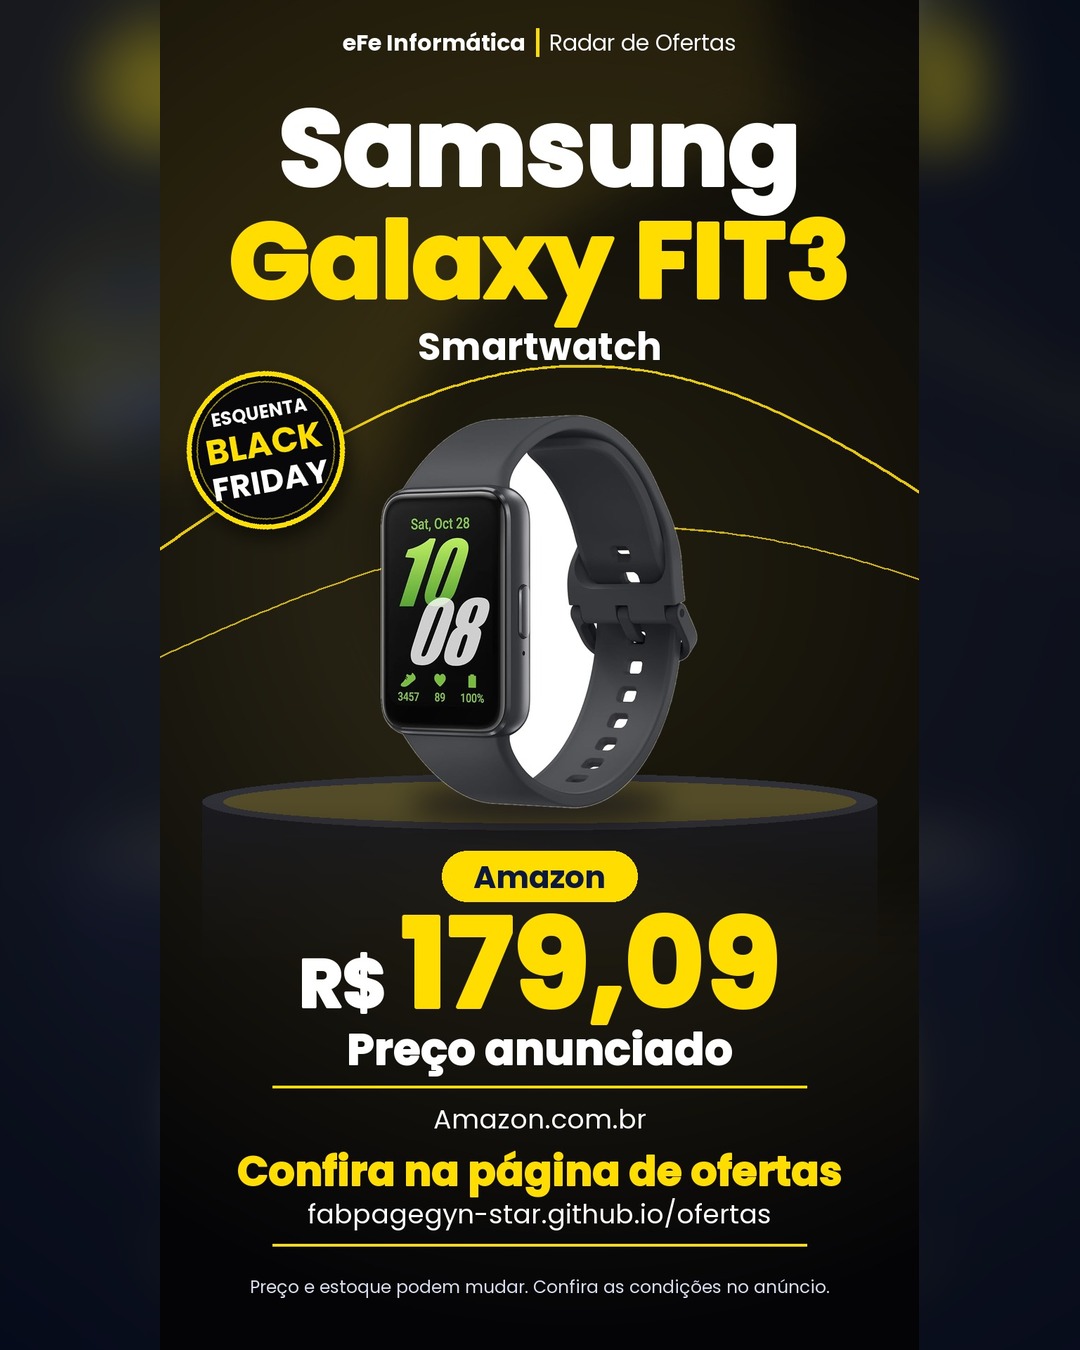 eFe Informática | Radar de Ofertas
Samsung
Galaxy FIT3
Smartwatch
ESQUENTA
BLACK
FRIDAY
Sat, Oct 28
10
08
3457 89 100%
Amazon
R$ 179,09
Preço anunciado
Amazon.com.br
Confira na página de ofertas
fabpagegyn-star.github.io/ofertas
Preço e estoque podem mudar. Confira as condições no anúncio.